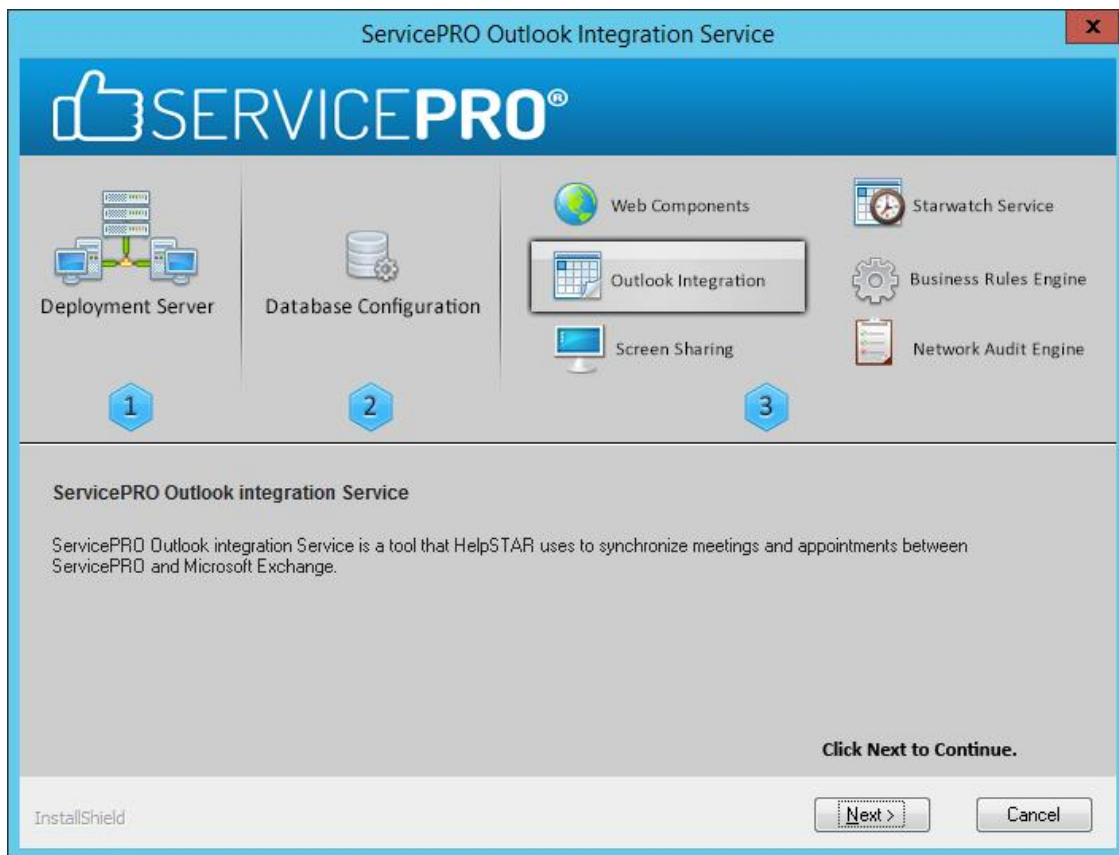 ServicePRO Outlook Integration Service
x
SERVICEPRO®
Deployment Server
1
Database Configuration
2
Web Components
Outlook Integration
Screen Sharing
Starwatch Service
Business Rules Engine
Network Audit Engine
3
ServicePRO Outlook integration Service
ServicePRO Outlook integration Service is a tool that HelpSTAR uses to synchronize meetings and appointments between
ServicePRO and Microsoft Exchange.
Click Next to Continue.
InstallShield
Next >
Cancel